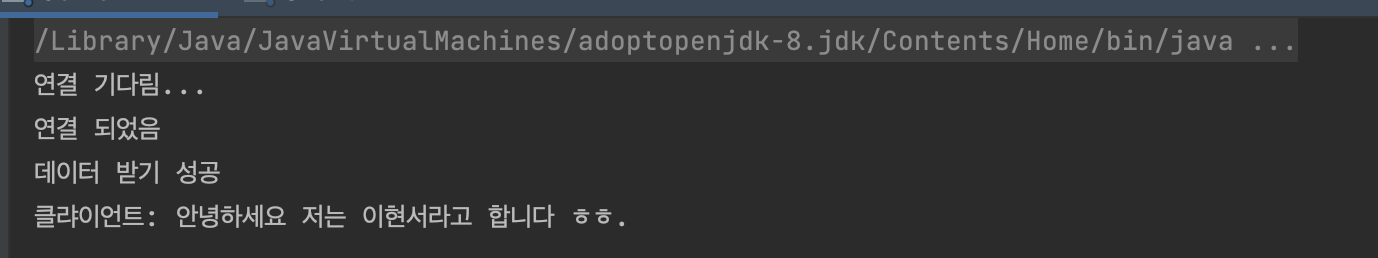 /Library/Java/JavaVirtualMachines/adoptopenjdk-8.jdk/Contents/Home/bin/java ...
연결 기다림...
연결 되었음
데이터 받기 성공
클랴이언트: 안녕하세요 저는 이현서라고 합니다 ㅎㅎ.